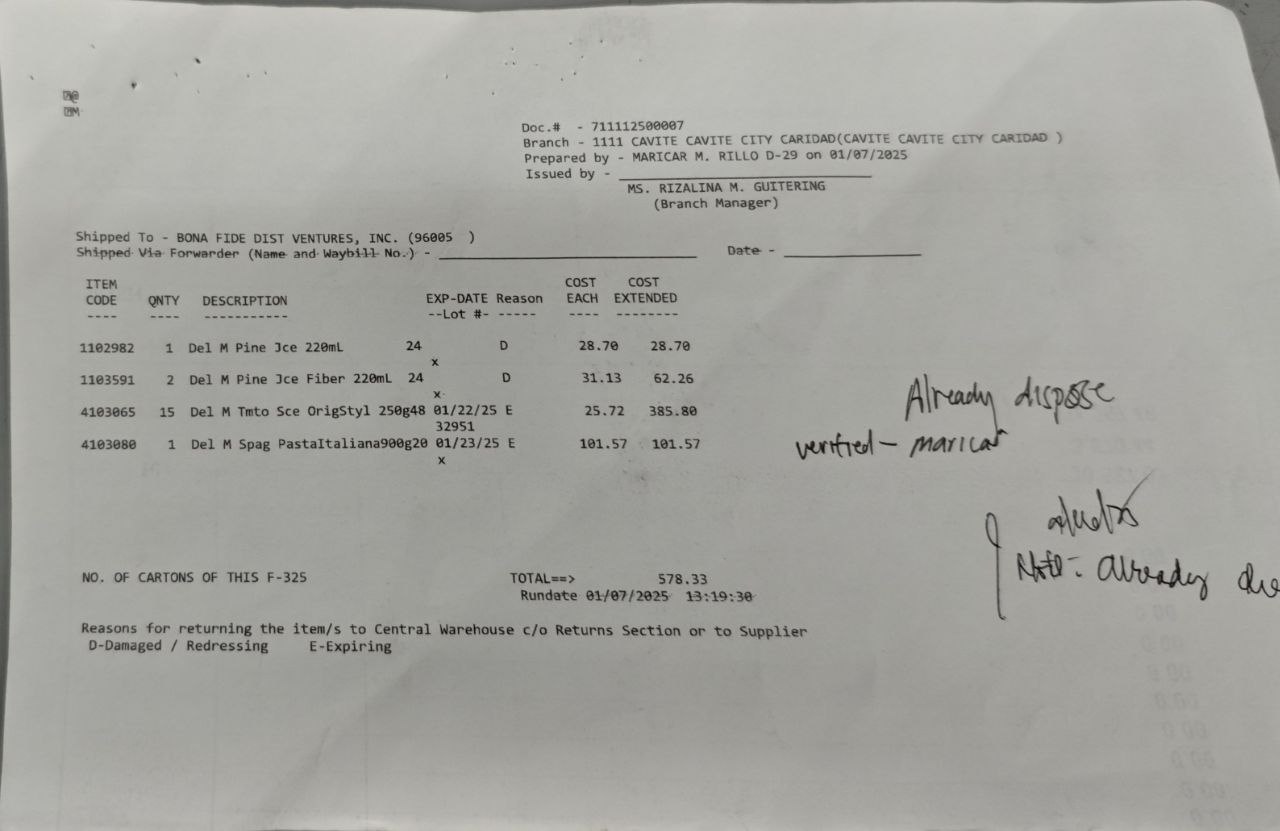 Doc.# - 711112500007
Branch - 1111 CAVITE CAVITE CITY CARIDAD(CAVITE CAVITE CITY CARIDAD )
Prepared by - MARICAR M. RILLO D-29 on 01/07/2025
Issued by -
MS. RIZALINA M. GUITERING
(Branch Manager)
Shipped To - BONA FIDE DIST VENTURES, INC. (96005 )
Shipped Via Forwarder (Name and Waybill No.) - Date -
ITEM COST COST
CODE QNTY DESCRIPTION EXP-DATE Reason EACH EXTENDED
---- ---- ----------- --Lot #- ----- ---- --------
1102982 1 Del M Pine Jce 220mL 24 D 28.70 28.70
x
1103591 2 Del M Pine Jce Fiber 220mL 24 D 31.13 62.26
x
4103065 15 Del M Tmto Sce OrigStyl 250g48 01/22/25 E 25.72 385.80
32951
4103080 1 Del M Spag PastaItaliana900g20 01/23/25 E 101.57 101.57
x
Already dispose
verified - maricar
Note: Already
NO. OF CARTONS OF THIS F-325 TOTAL==> 578.33
Rundate 01/07/2025 13:19:30
Reasons for returning the item/s to Central Warehouse c/o Returns Section or to Supplier
D-Damaged / Redressing E-Expiring